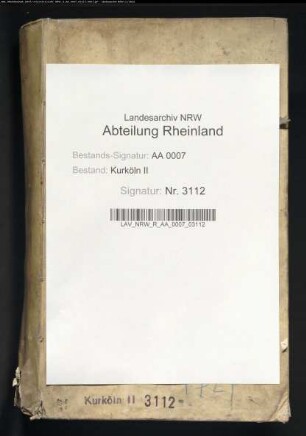 Landesarchiv NRW
Abteilung Rheinland
Bestands-Signatur: AA 0007
Bestand: Kurköln II
Signatur: Nr. 3112
LAV_NRW_R_AA_0007_03112
Kurköln II 3112